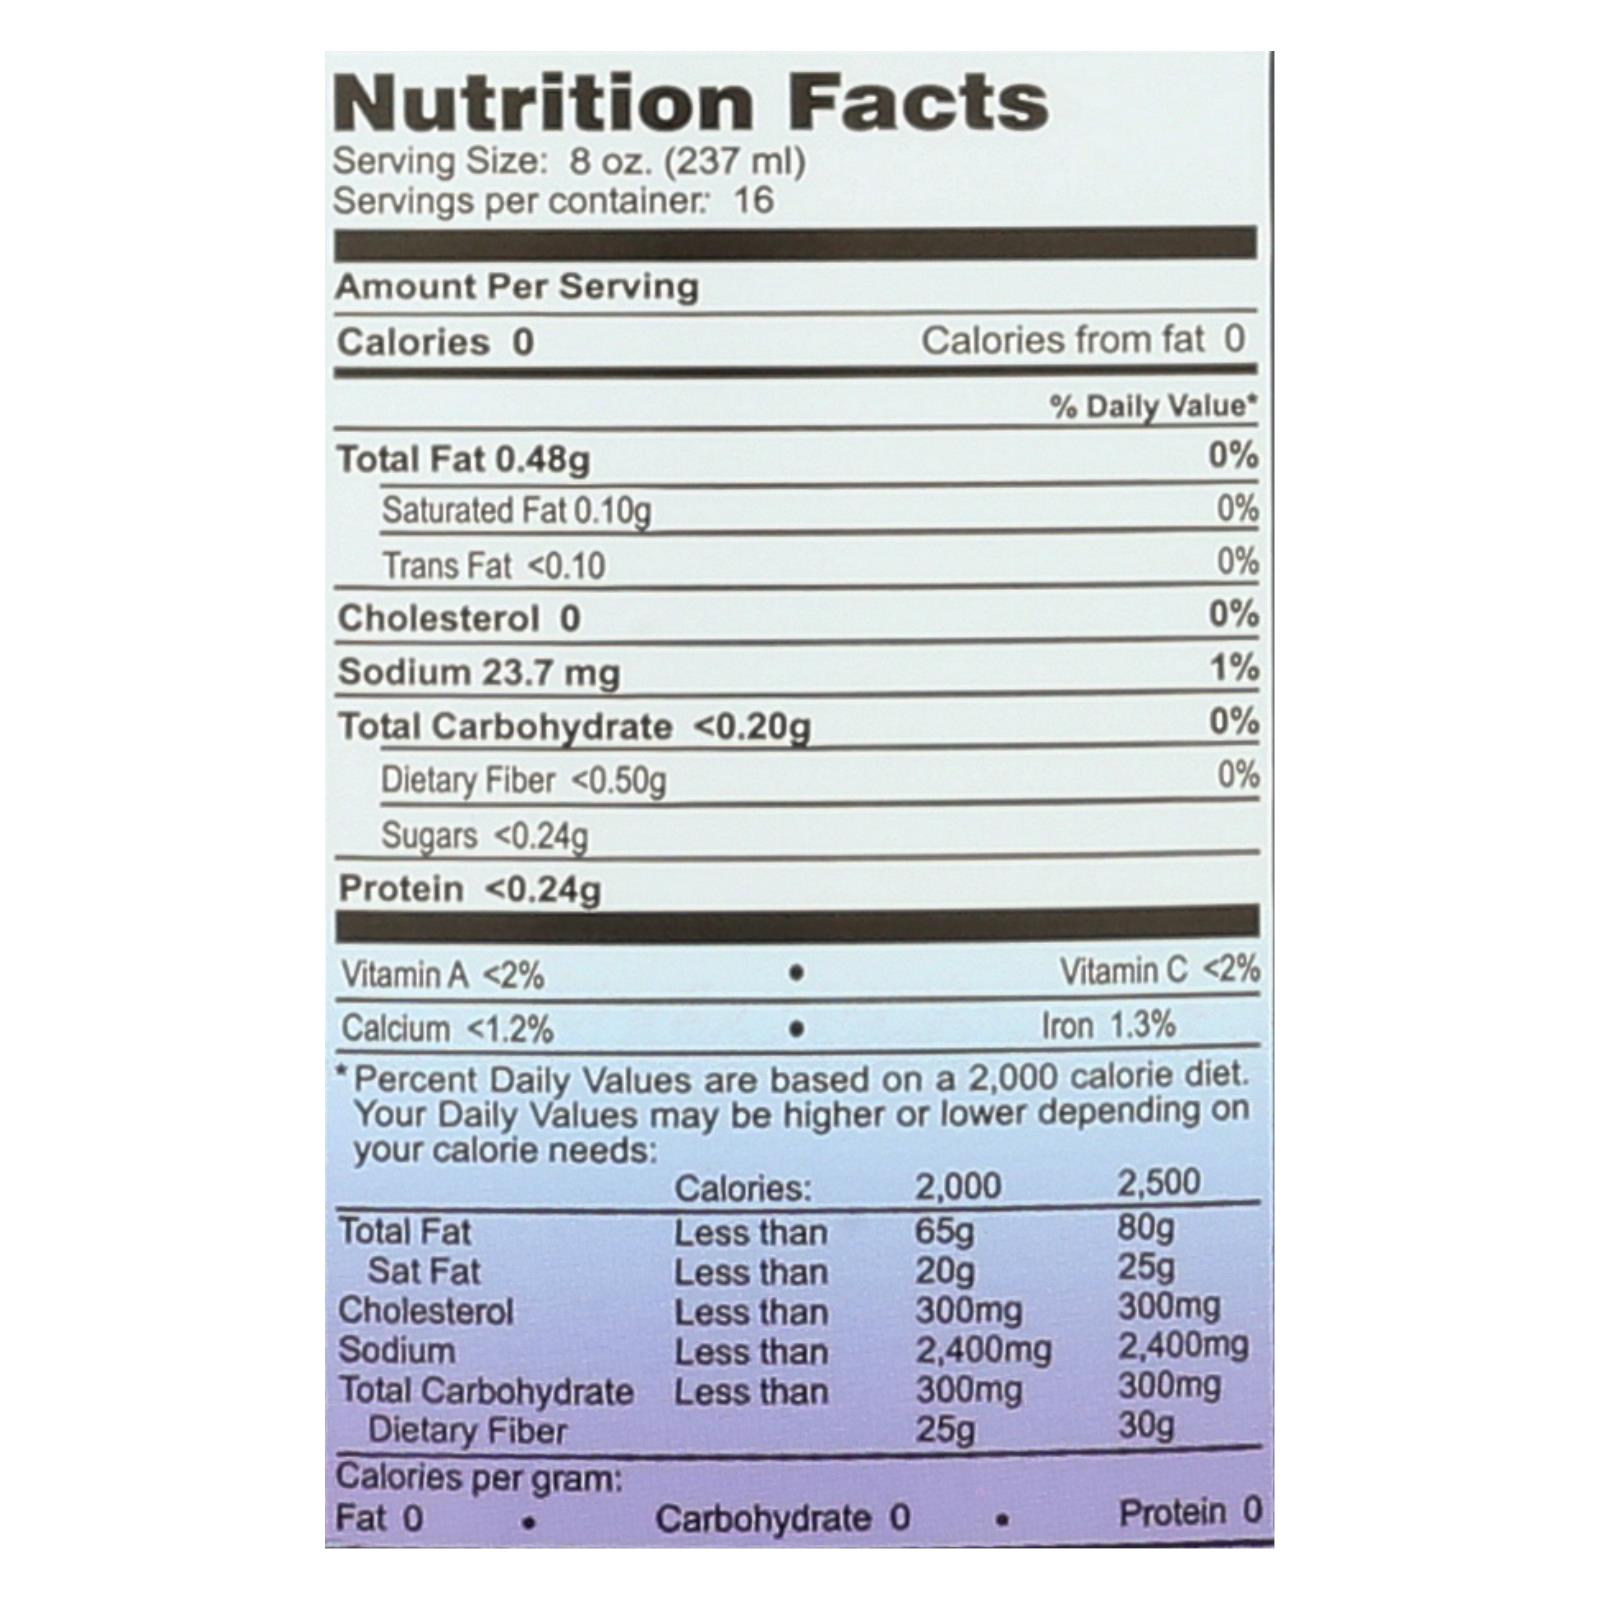 Nutrition Facts
Serving Size: 8 oz. (237 ml)
Servings per container: 16
Amount Per Serving
Calories 0 Calories from fat 0
% Daily Value*
Total Fat 0.48g 0%
Saturated Fat 0.10g 0%
Trans Fat <0.10 0%
Cholesterol 0 0%
Sodium 23.7 mg 1%
Total Carbohydrate <0.20g 0%
Dietary Fiber <0.50g 0%
Sugars <0.24g
Protein <0.24g
Vitamin A <2% • Vitamin C <2%
Calcium <1.2% • Iron 1.3%
*Percent Daily Values are based on a 2,000 calorie diet.
Your Daily Values may be higher or lower depending on
your calorie needs:
Calories: 2,000 2,500
Total Fat Less than 65g 80g
Sat Fat Less than 20g 25g
Cholesterol Less than 300mg 300mg
Sodium Less than 2,400mg 2,400mg
Total Carbohydrate Less than 300mg 300mg
Dietary Fiber 25g 30g
Calories per gram:
Fat 0 • Carbohydrate 0 • Protein 0